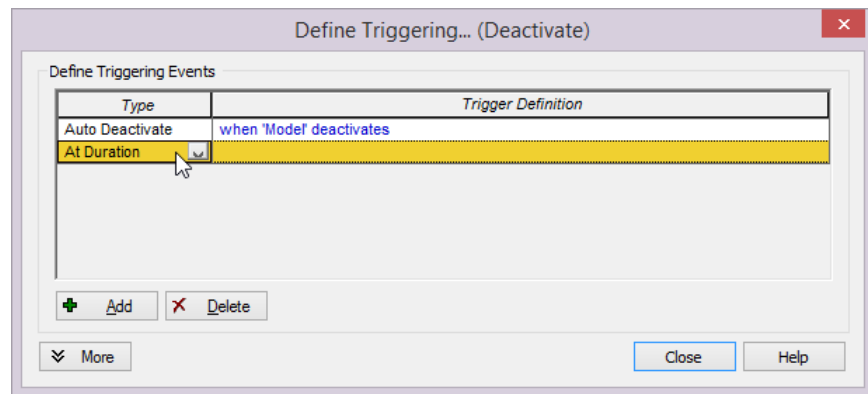 Define Triggering... (Deactivate)
Define Triggering Events
Type Trigger Definition
Auto Deactivate when 'Model' deactivates
At Duration
Add Delete
More Close Help